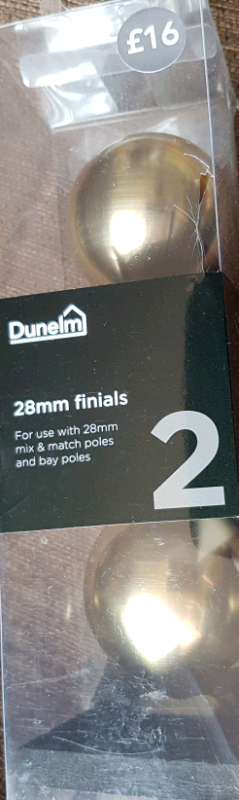 £16
Dunelm
28mm finials
For use with 28mm
mix & match poles
and bay poles
2